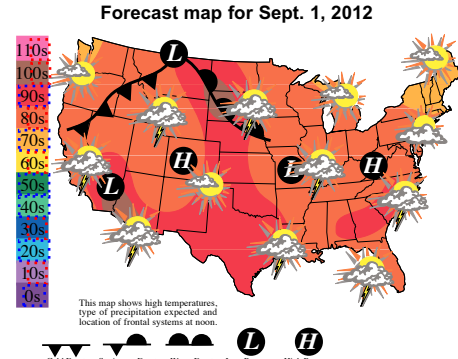 Forecast map for Sept. 1, 2012
110s
100s
90s
80s
70s
60s
50s
40s
30s
20s
10s
0s
L
H
L
L
H
This map shows high temperatures,
type of precipitation expected and
location of frontal systems at noon.
L
H